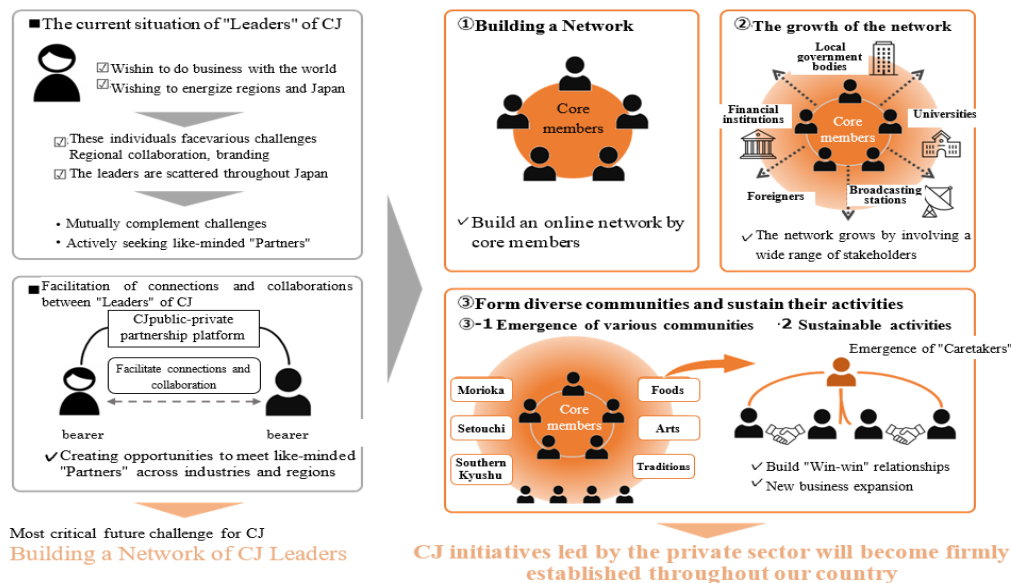 ■The current situation of "Leaders" of CJ
☑Wishin to do business with the world
☑Wishing to energize regions and Japan
☑These individuals facevarious challenges
Regional collaboration, branding
☑The leaders are scattered throughout Japan
・Mutually complement challenges
・Actively seeking like-minded "Partners"
■Facilitation of connections and collaborations
between "Leaders" of CJ
CJpublic-private
partnership platform
Facilitate connections and
collaboration
bearer
bearer
✓Creating opportunities to meet like-minded
"Partners" across industries and regions
Most critical future challenge for CJ
Building a Network of CJ Leaders
①Building a Network
Core
members
✓Build an online network by
core members
②The growth of the network
Local
government
bodies
Financial
institutions
Core
members
Universities
Foreigners
Broadcasting
stations
✓The network grows by involving a
wide range of stakeholders
③Form diverse communities and sustain their activities
③-1 Emergence of various communities
·2 Sustainable activities
Morioka
Setouchi
Southern
Kyushu
Core
members
Foods
Arts
Traditions
Emergence of "Caretakers"
✓Build "Win-win" relationships
✓New business expansion
CJ initiatives led by the private sector will become firmly
established throughout our country